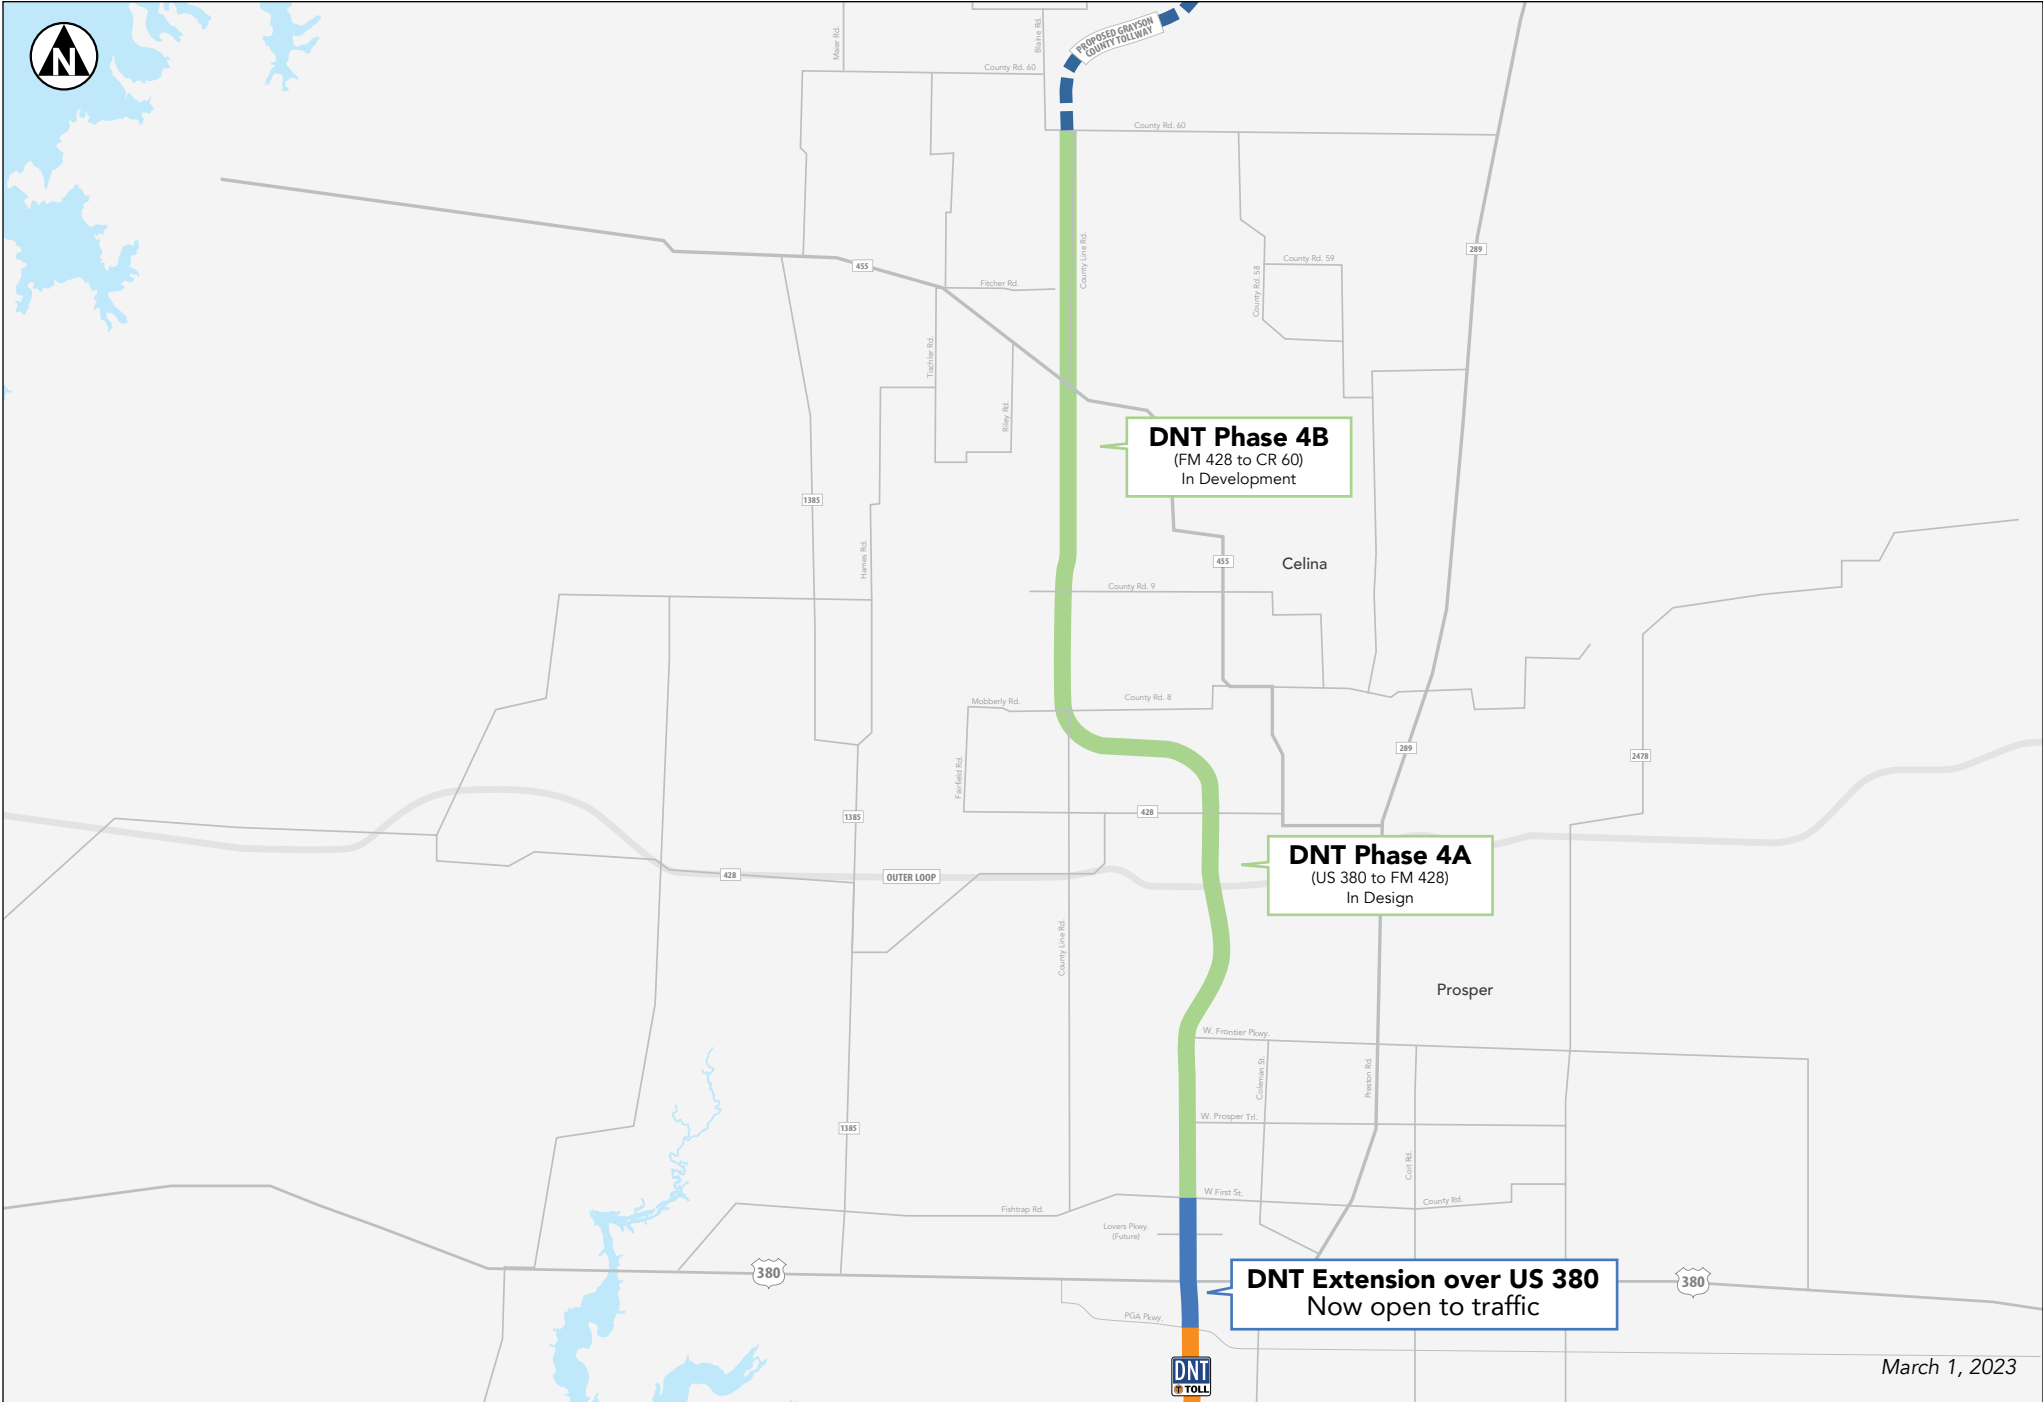 N
Maier Rd.
Blaine Rd.
PROPOSED GRAYSON
COUNTY TOLLWAY
County Rd. 60
County Rd. 60
289
County Line Rd.
County Rd. 59
County Rd. 58
455
Fitcher Rd.
Tischler Rd.
Riley Rd.
DNT Phase 4B
(FM 428 to CR 60)
In Development
1385
Hames Rd.
455
Celina
County Rd. 9
Mobberly Rd.
County Rd. 8
289
2478
Fairfield Rd.
428
1385
DNT Phase 4A
(US 380 to FM 428)
In Design
428
OUTER LOOP
County Line Rd.
Prosper
W. Frontier Pkwy.
Coleman St.
Preston Rd.
W. Prosper Trl.
1385
Coit Rd.
W First St.
County Rd.
Fishtrap Rd.
Lovers Pkwy.
(Future)
380
DNT Extension over US 380
Now open to traffic
380
PGA Pkwy.
DNT
T TOLL
March 1, 2023